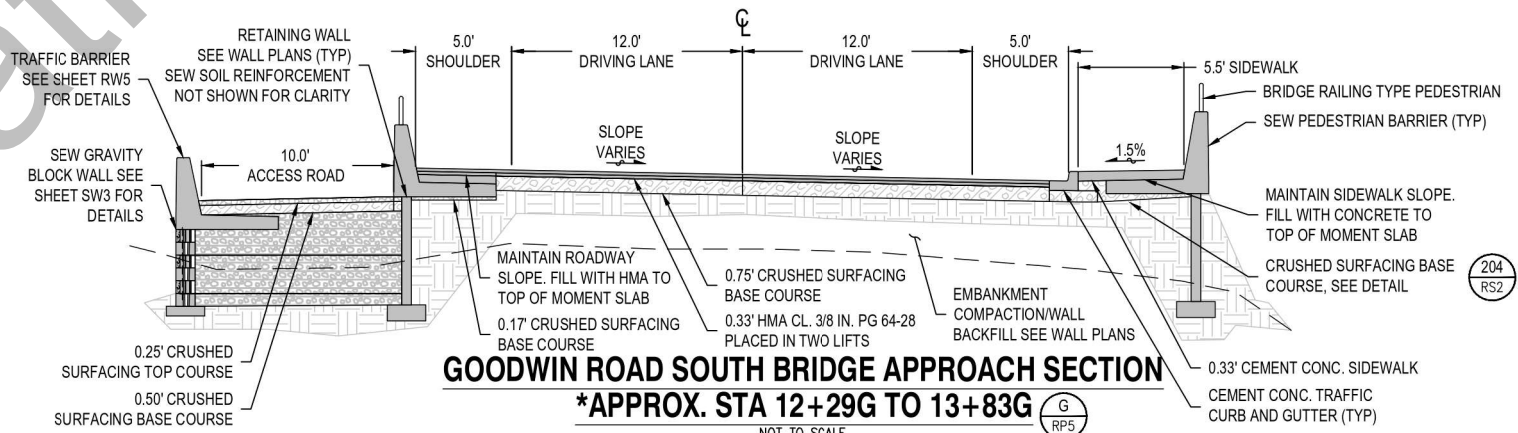 TRAFFIC BARRIER
SEE SHEET RW5
FOR DETAILS
RETAINING WALL
SEE WALL PLANS (TYP)
SEW SOIL REINFORCEMENT
NOT SHOWN FOR CLARITY
5.0'
SHOULDER
12.0'
DRIVING LANE
℄
12.0'
DRIVING LANE
5.0'
SHOULDER
5.5' SIDEWALK
BRIDGE RAILING TYPE PEDESTRIAN
SEW PEDESTRIAN BARRIER (TYP)
SEW GRAVITY
BLOCK WALL SEE
SHEET SW3 FOR
DETAILS
10.0'
ACCESS ROAD
SLOPE
VARIES
SLOPE
VARIES
1.5%
MAINTAIN SIDEWALK SLOPE.
FILL WITH CONCRETE TO
TOP OF MOMENT SLAB
CRUSHED SURFACING BASE
COURSE, SEE DETAIL
204
RS2
MAINTAIN ROADWAY
SLOPE. FILL WITH HMA TO
TOP OF MOMENT SLAB
0.17' CRUSHED SURFACING
BASE COURSE
0.75' CRUSHED SURFACING
BASE COURSE
0.33' HMA CL. 3/8 IN. PG 64-28
PLACED IN TWO LIFTS
EMBANKMENT
COMPACTION/WALL
BACKFILL SEE WALL PLANS
0.25' CRUSHED
SURFACING TOP COURSE
0.50' CRUSHED
SURFACING BASE COURSE
0.33' CEMENT CONC. SIDEWALK
CEMENT CONC. TRAFFIC
CURB AND GUTTER (TYP)
GOODWIN ROAD SOUTH BRIDGE APPROACH SECTION
*APPROX. STA 12+29G TO 13+83G
G
RP5
NOT TO SCALE